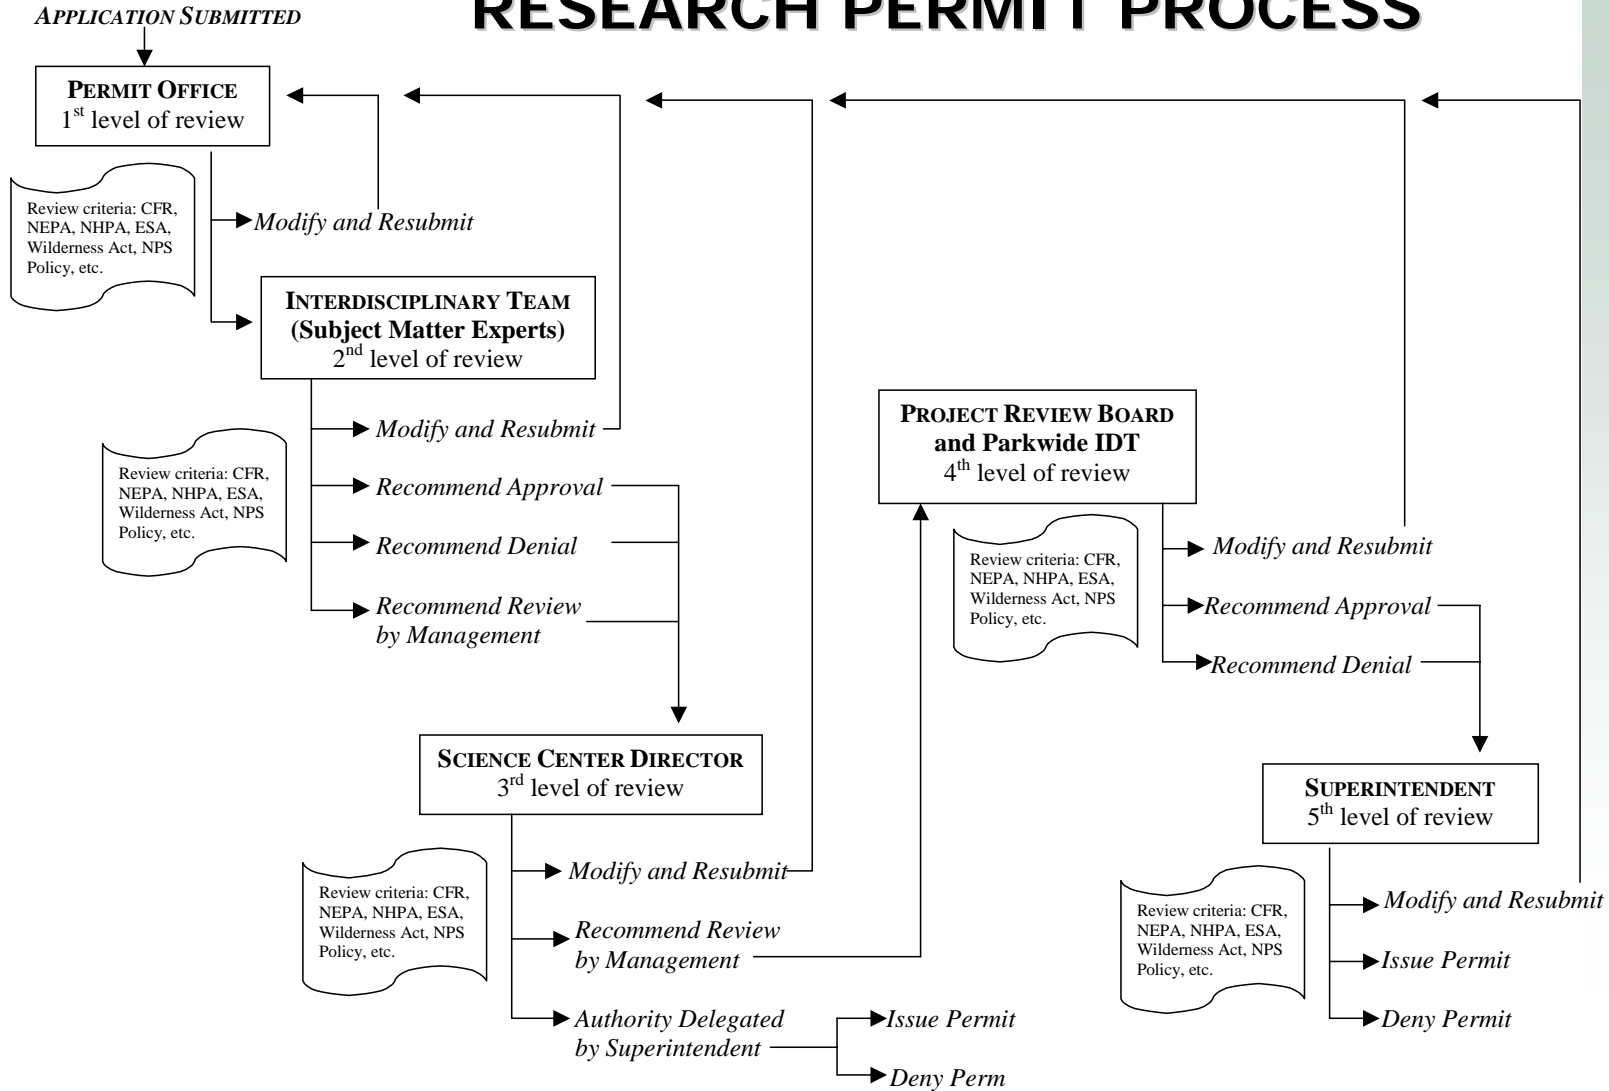 RESEARCH PERMIT PROCESS
APPLICATION SUBMITTED
PERMIT OFFICE
1st level of review
Review criteria: CFR,
NEPA, NHPA, ESA,
Wilderness Act, NPS
Policy, etc.
Modify and Resubmit
INTERDISCIPLINARY TEAM
(Subject Matter Experts)
2nd level of review
Review criteria: CFR,
NEPA, NHPA, ESA,
Wilderness Act, NPS
Policy, etc.
Modify and Resubmit
Recommend Approval
Recommend Denial
Recommend Review
by Management
SCIENCE CENTER DIRECTOR
3rd level of review
Review criteria: CFR,
NEPA, NHPA, ESA,
Wilderness Act, NPS
Policy, etc.
Modify and Resubmit
Recommend Review
by Management
Authority Delegated
by Superintendent
Issue Permit
Deny Perm
PROJECT REVIEW BOARD
and Parkwide IDT
4th level of review
Review criteria: CFR,
NEPA, NHPA, ESA,
Wilderness Act, NPS
Policy, etc.
Modify and Resubmit
Recommend Approval
Recommend Denial
SUPERINTENDENT
5th level of review
Review criteria: CFR,
NEPA, NHPA, ESA,
Wilderness Act, NPS
Policy, etc.
Modify and Resubmit
Issue Permit
Deny Permit